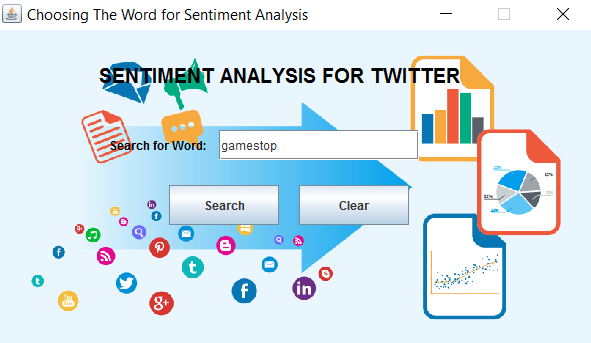 Choosing The Word for Sentiment Analysis
SENTIMENT ANALYSIS FOR TWITTER
Search for Word: gamestop
Search Clear